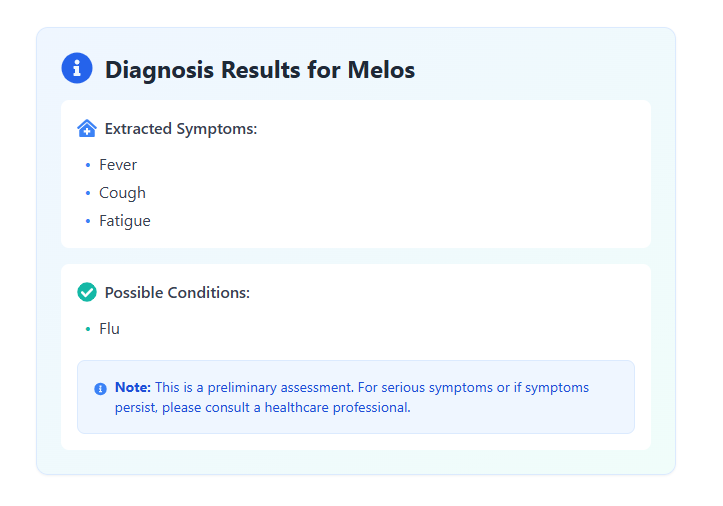 Diagnosis Results for Melos
Extracted Symptoms:
• Fever
• Cough
• Fatigue
Possible Conditions:
• Flu
Note: This is a preliminary assessment. For serious symptoms or if symptoms
persist, please consult a healthcare professional.